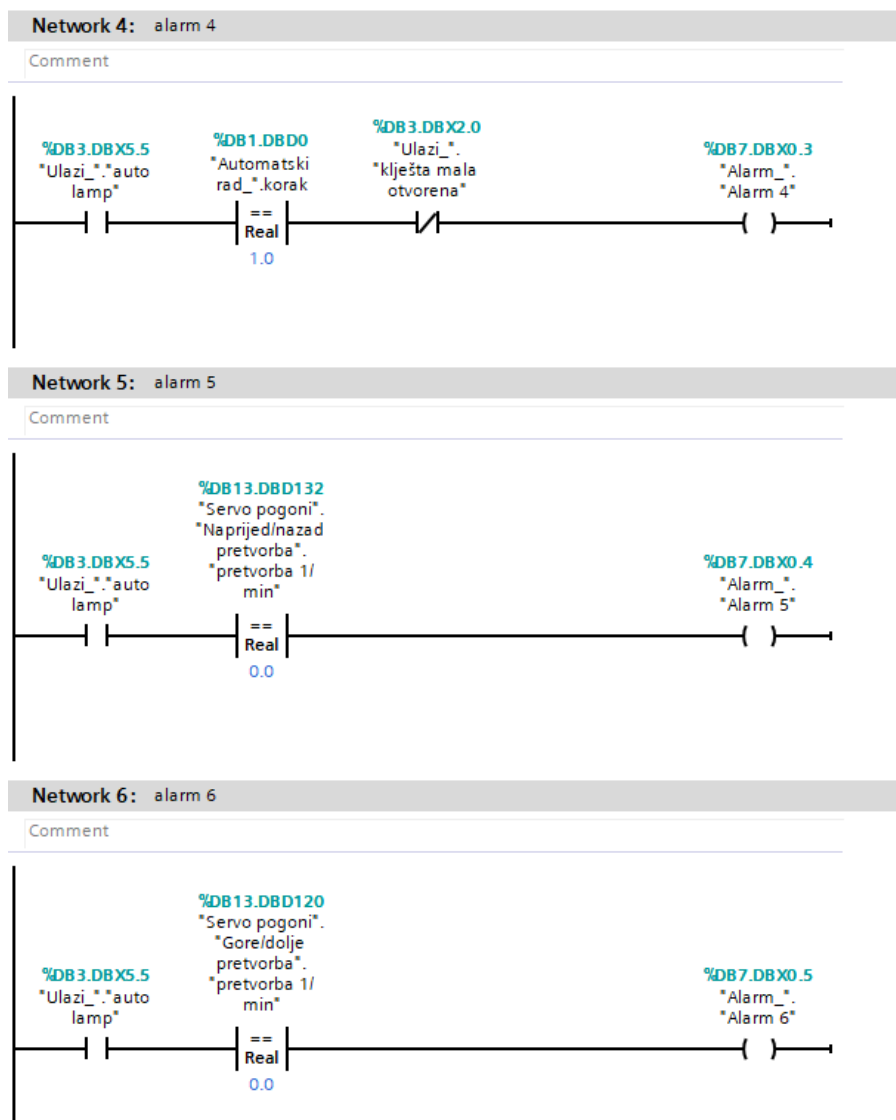 Network 4: alarm 4
Comment
%DB3.DBX5.5
"Ulazi_"."auto
lamp"
%DB1.DBD0
"Automatski
rad_".korak
==
Real
1.0
%DB3.DBX2.0
"Ulazi_".
"klješta mala
otvorena"
%DB7.DBX0.3
"Alarm_".
"Alarm 4"
Network 5: alarm 5
Comment
%DB3.DBX5.5
"Ulazi_"."auto
lamp"
%DB13.DBD132
"Servo pogoni".
"Naprijed/nazad
pretvorba".
"pretvorba 1/
min"
==
Real
0.0
%DB7.DBX0.4
"Alarm_".
"Alarm 5"
Network 6: alarm 6
Comment
%DB3.DBX5.5
"Ulazi_"."auto
lamp"
%DB13.DBD120
"Servo pogoni".
"Gore/dolje
pretvorba".
"pretvorba 1/
min"
==
Real
0.0
%DB7.DBX0.5
"Alarm_".
"Alarm 6"